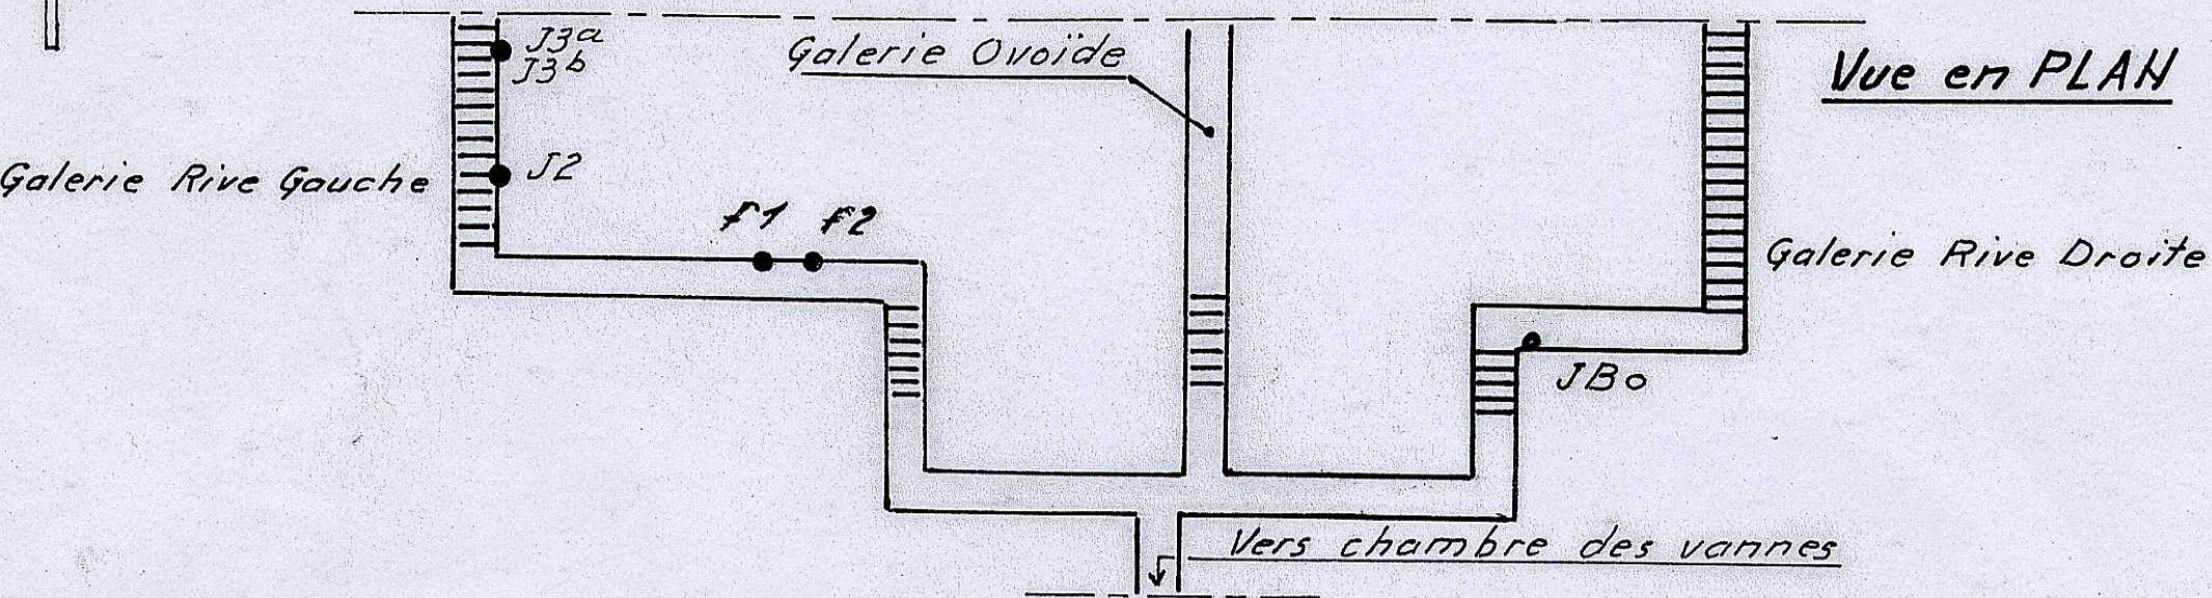 J3a
J3b
Galerie Ovoïde
Vue en PLAN
Galerie Rive Gauche
J2
f1 f2
Galerie Rive Droite
JBo
Vers chambre des vannes